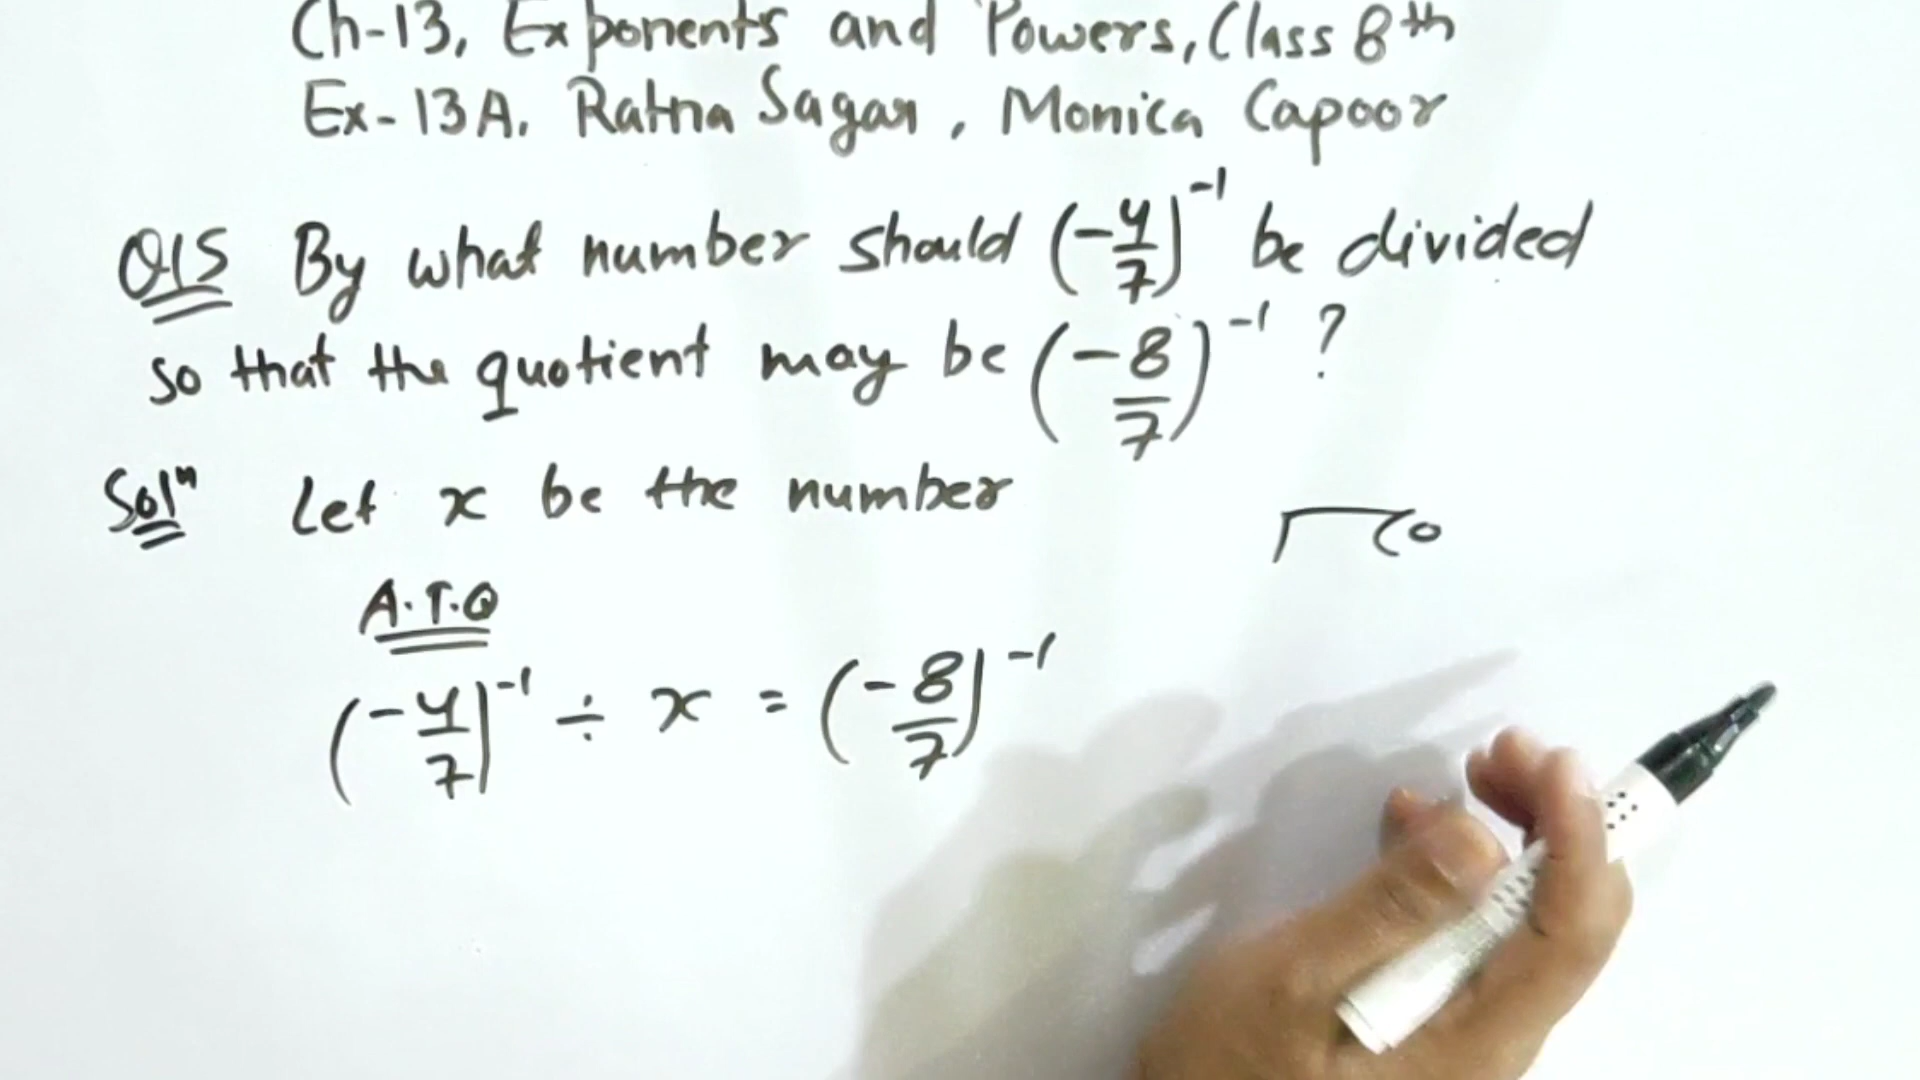 Ch-13, Exponents and Powers, Class 8th
Ex-13A. Ratna Sagar, Monica Capoor
Q15 By what number should (-4/7)⁻¹ be divided
so that the quotient may be (-8/7)⁻¹ ?
Solⁿ Let x be the number
A.T.Q
(-4/7)⁻¹ ÷ x = (-8/7)⁻¹